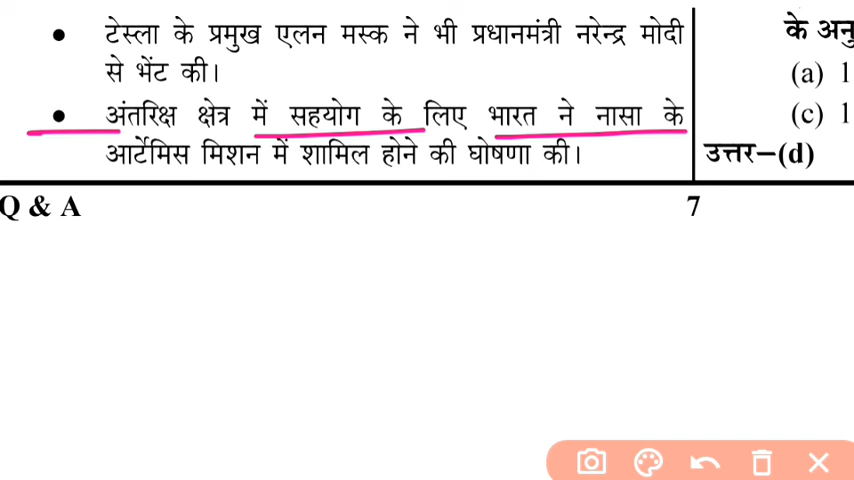 • टेस्ला के प्रमुख एलन मस्क ने भी प्रधानमंत्री नरेन्द्र मोदी
से भेंट की।
• अंतरिक्ष क्षेत्र में सहयोग के लिए भारत ने नासा के
आर्टेमिस मिशन में शामिल होने की घोषणा की।
के अनु
(a) 1
(c) 1
उत्तर–(d)
Q & A 7